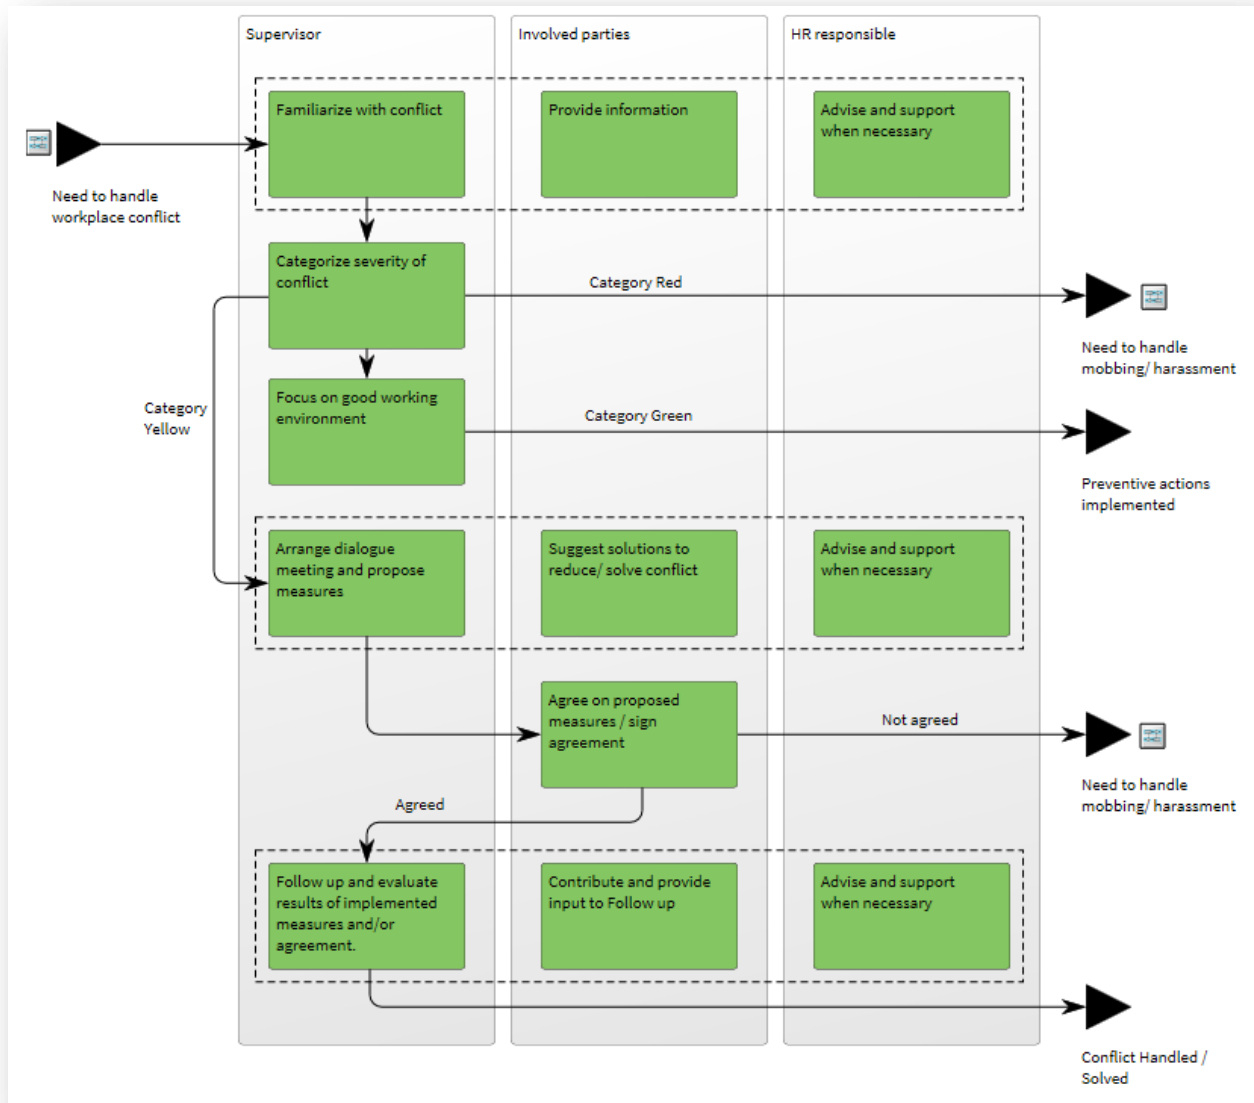 Supervisor
Involved parties
HR responsible
Familiarize with conflict
Provide information
Advise and support
when necessary
Need to handle
workplace conflict
Categorize severity of
conflict
Category Red
Need to handle
mobbing/ harassment
Focus on good working
environment
Category
Yellow
Category Green
Preventive actions
implemented
Arrange dialogue
meeting and propose
measures
Suggest solutions to
reduce/ solve conflict
Advise and support
when necessary
Agree on proposed
measures / sign
agreement
Not agreed
Need to handle
mobbing/ harassment
Agreed
Follow up and evaluate
results of implemented
measures and/or
agreement.
Contribute and provide
input to Follow up
Advise and support
when necessary
Conflict Handled /
Solved